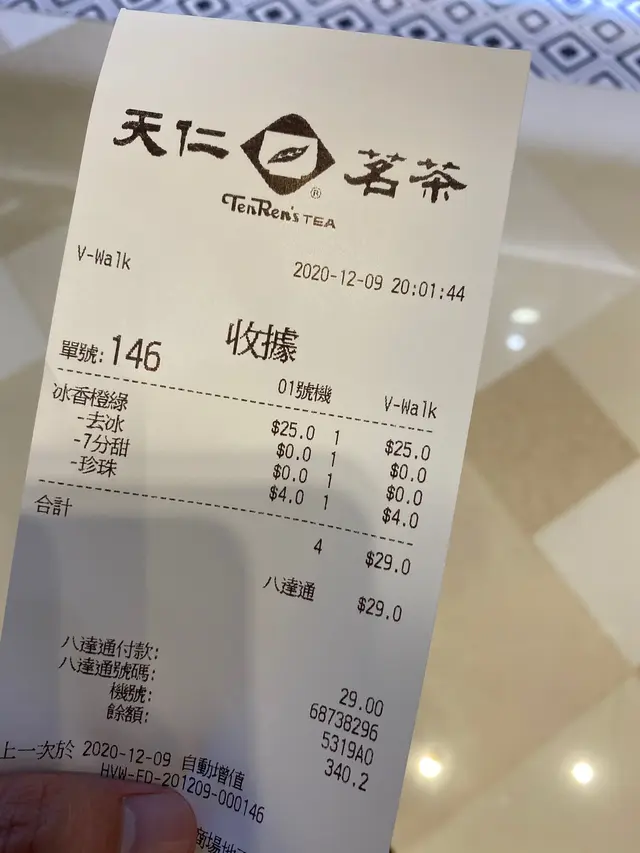 天仁 茗茶
TenRen's TEA
®
V-Walk 2020-12-09 20:01:44
收據
單號: 146 01號機 V-Walk
冰香橙綠 $25.0 1 $25.0
-去冰 $0.0 1 $0.0
-7分甜 $0.0 1 $0.0
-珍珠 $4.0 1 $4.0
合計 4 $29.0
八達通 $29.0
八達通付款: 29.00
八達通號碼: 68738296
機號: 5319A0
餘額: 340.2
上一次於 2020-12-09 自動增值
HVW-ED-201209-000146
商場地